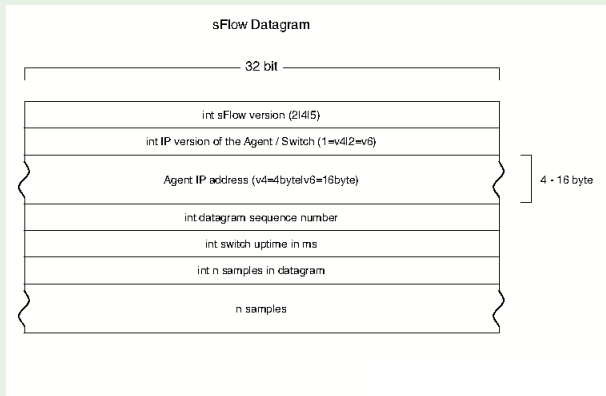 sFlow Datagram
32 bit
int sFlow version (2|4|5)
int IP version of the Agent / Switch (1=v4|2=v6)
Agent IP address (v4=4byte|v6=16byte)
4 - 16 byte
int datagram sequence number
int switch uptime in ms
int n samples in datagram
n samples